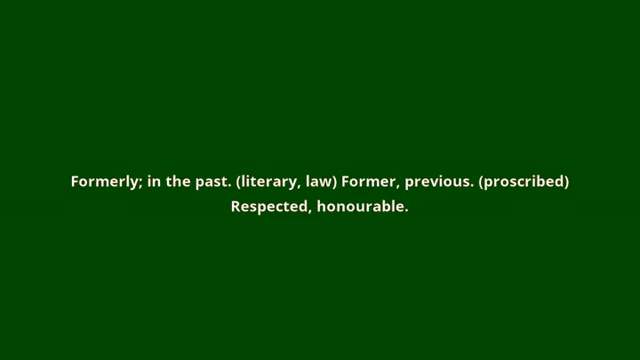 Formerly; in the past. (literary, law) Former, previous. (proscribed)
Respected, honourable.